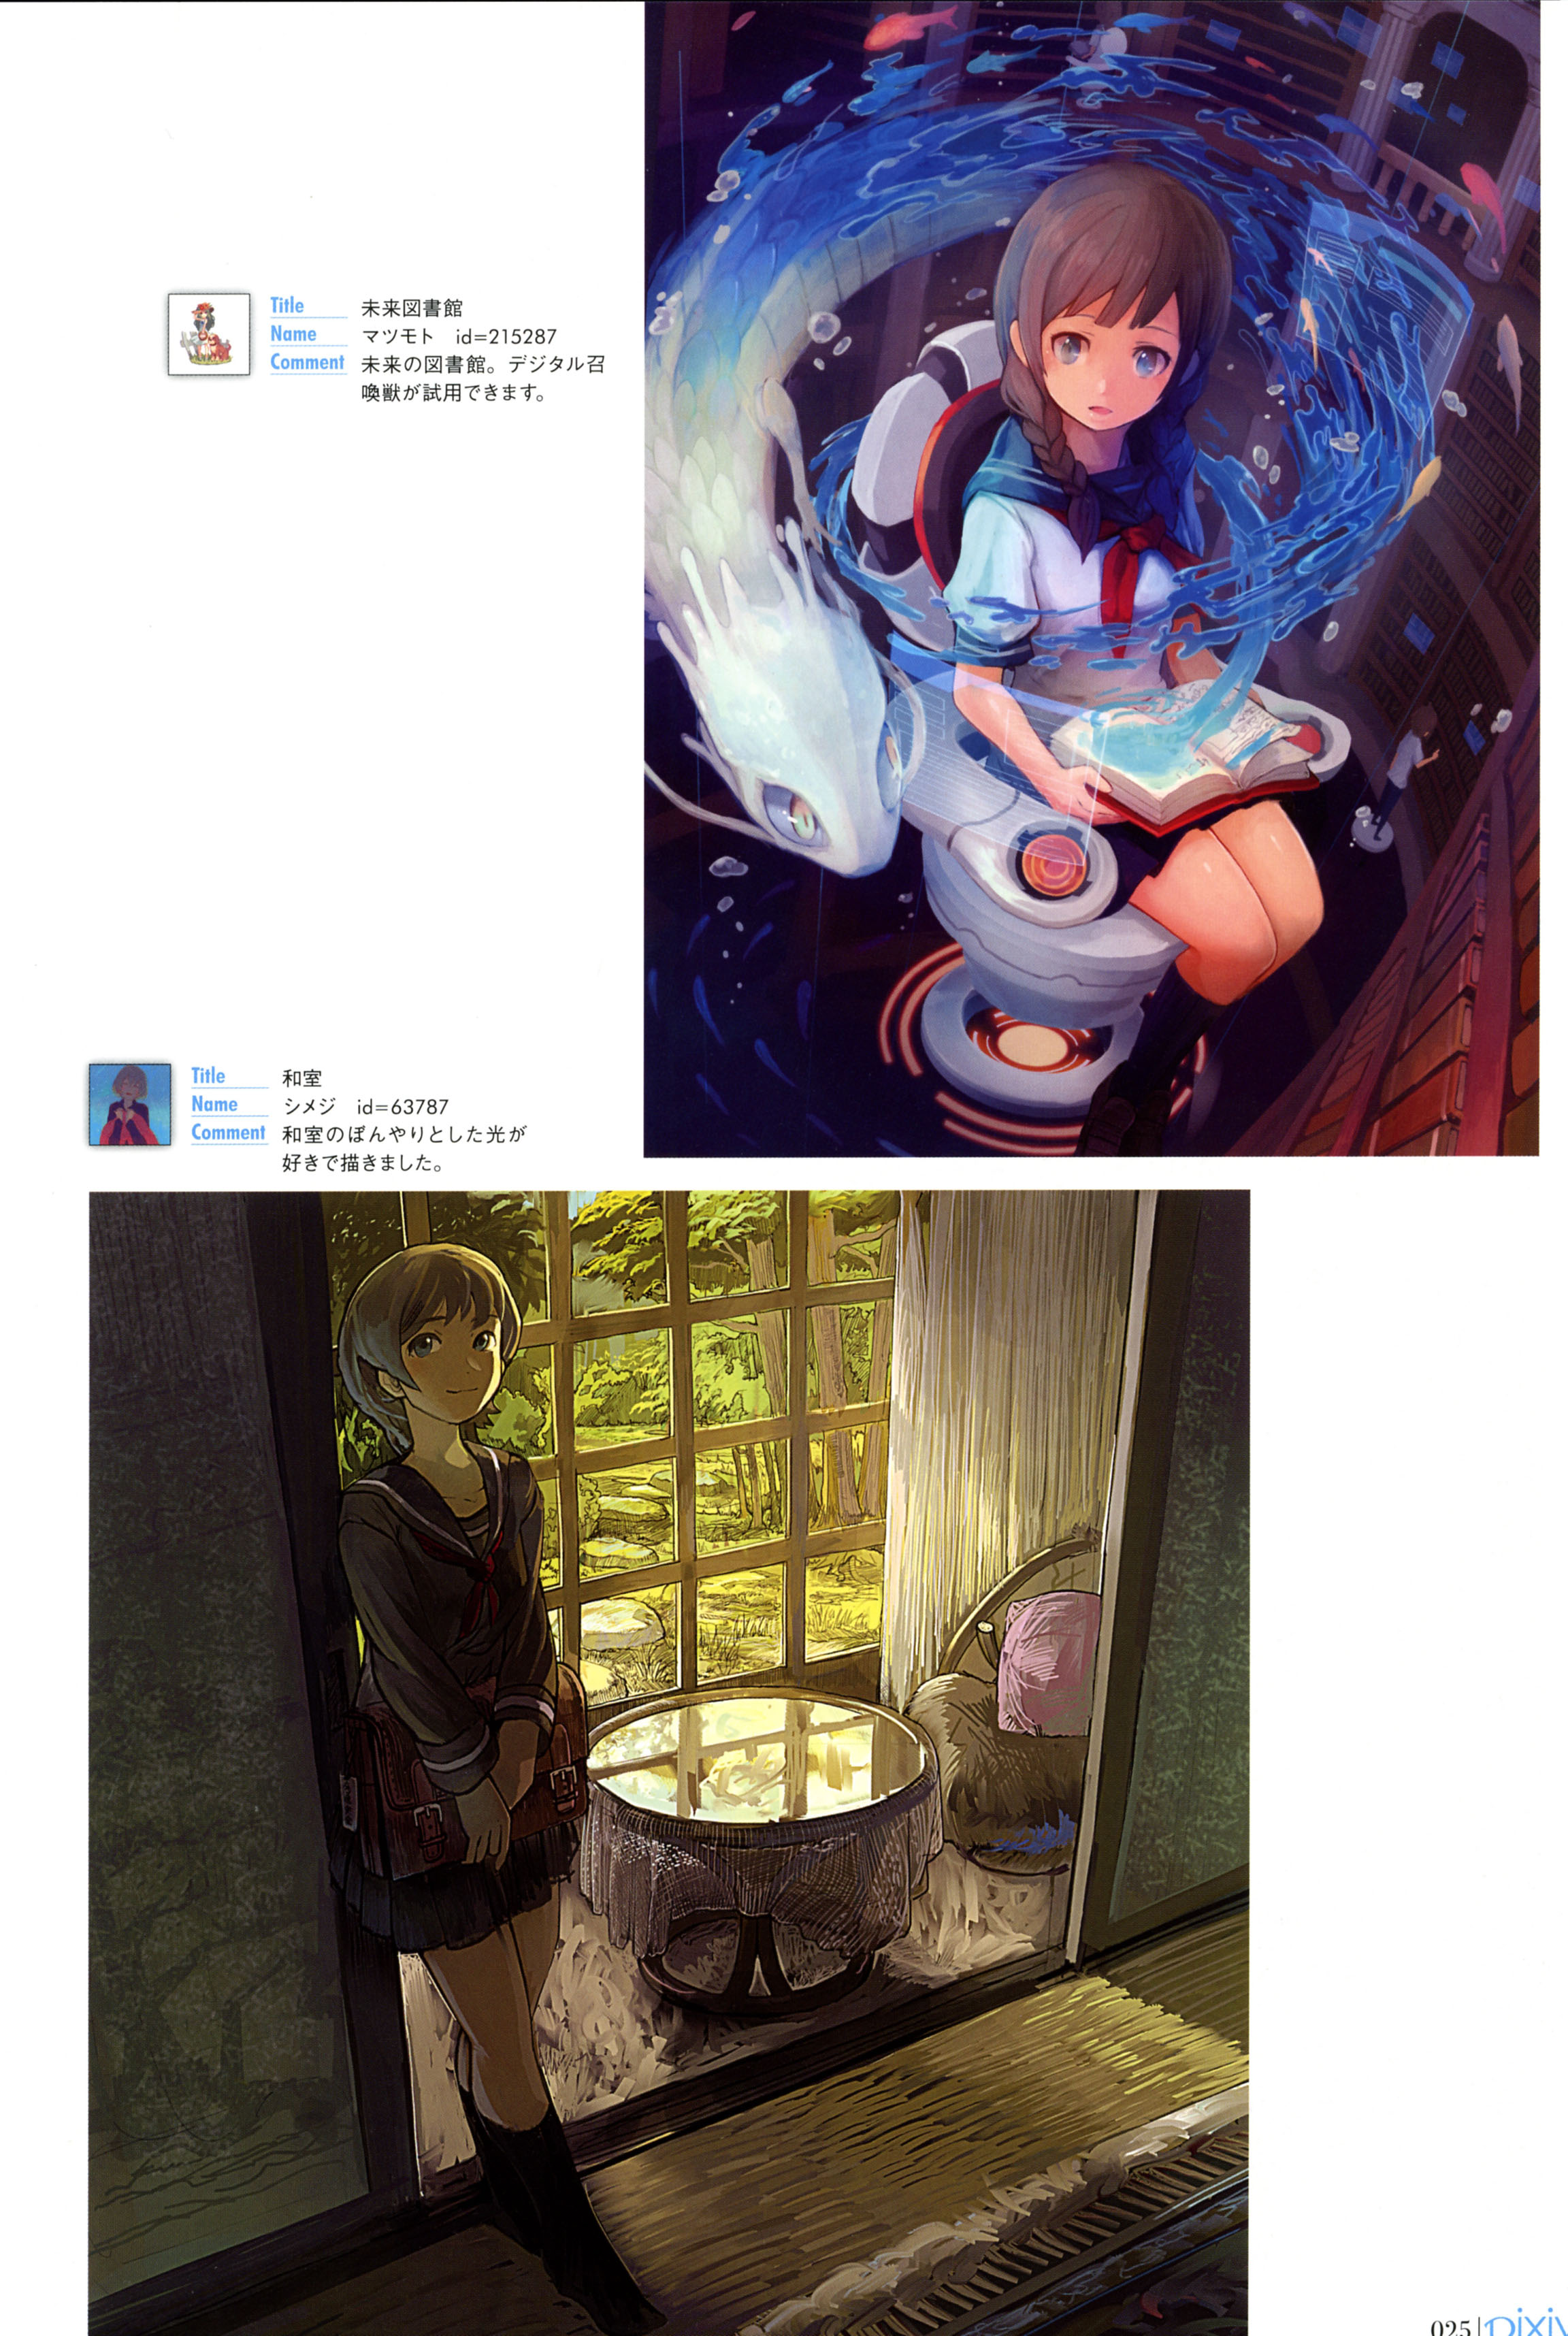 Title 未来図書館
Name マツモト id=215287
Comment 未来の図書館。デジタル召
喚獣が試用できます。
Title 和室
Name シメジ id=63787
Comment 和室のぼんやりとした光が
好きで描きました。
025 | pixiv